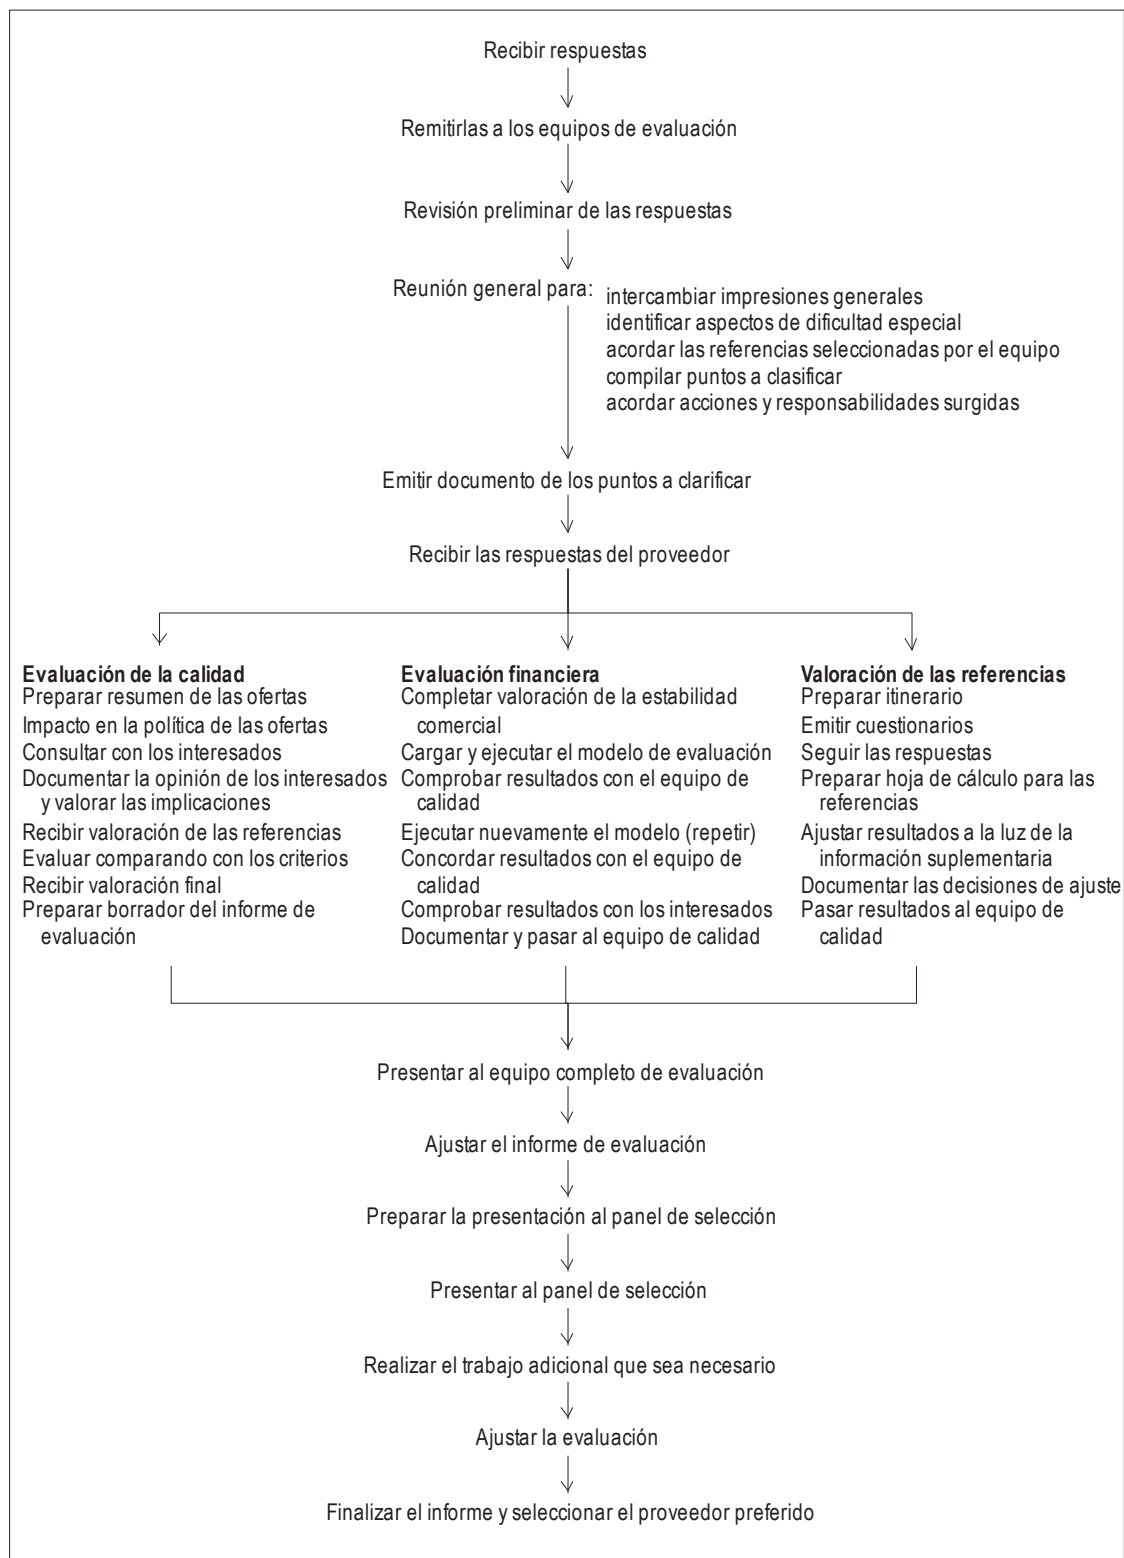 Recibir respuestas
Remitirlas a los equipos de evaluación
Revisión preliminar de las respuestas
Reunión general para:
intercambiar impresiones generales
identificar aspectos de dificultad especial
acordar las referencias seleccionadas por el equipo
compilar puntos a clasificar
acordar acciones y responsabilidades surgidas
Emitir documento de los puntos a clarificar
Recibir las respuestas del proveedor
Evaluación de la calidad
Preparar resumen de las ofertas
Impacto en la política de las ofertas
Consultar con los interesados
Documentar la opinión de los interesados
y valorar las implicaciones
Recibir valoración de las referencias
Evaluar comparando con los criterios
Recibir valoración final
Preparar borrador del informe de
evaluación
Evaluación financiera
Completar valoración de la estabilidad
comercial
Cargar y ejecutar el modelo de evaluación
Comprobar resultados con el equipo de
calidad
Ejecutar nuevamente el modelo (repetir)
Concordar resultados con el equipo de
calidad
Comprobar resultados con los interesados
Documentar y pasar al equipo de calidad
Valoración de las referencias
Preparar itinerario
Emitir cuestionarios
Seguir las respuestas
Preparar hoja de cálculo para las
referencias
Ajustar resultados a la luz de la
información suplementaria
Documentar las decisiones de ajuste
Pasar resultados al equipo de
calidad
Presentar al equipo completo de evaluación
Ajustar el informe de evaluación
Preparar la presentación al panel de selección
Presentar al panel de selección
Realizar el trabajo adicional que sea necesario
Ajustar la evaluación
Finalizar el informe y seleccionar el proveedor preferido